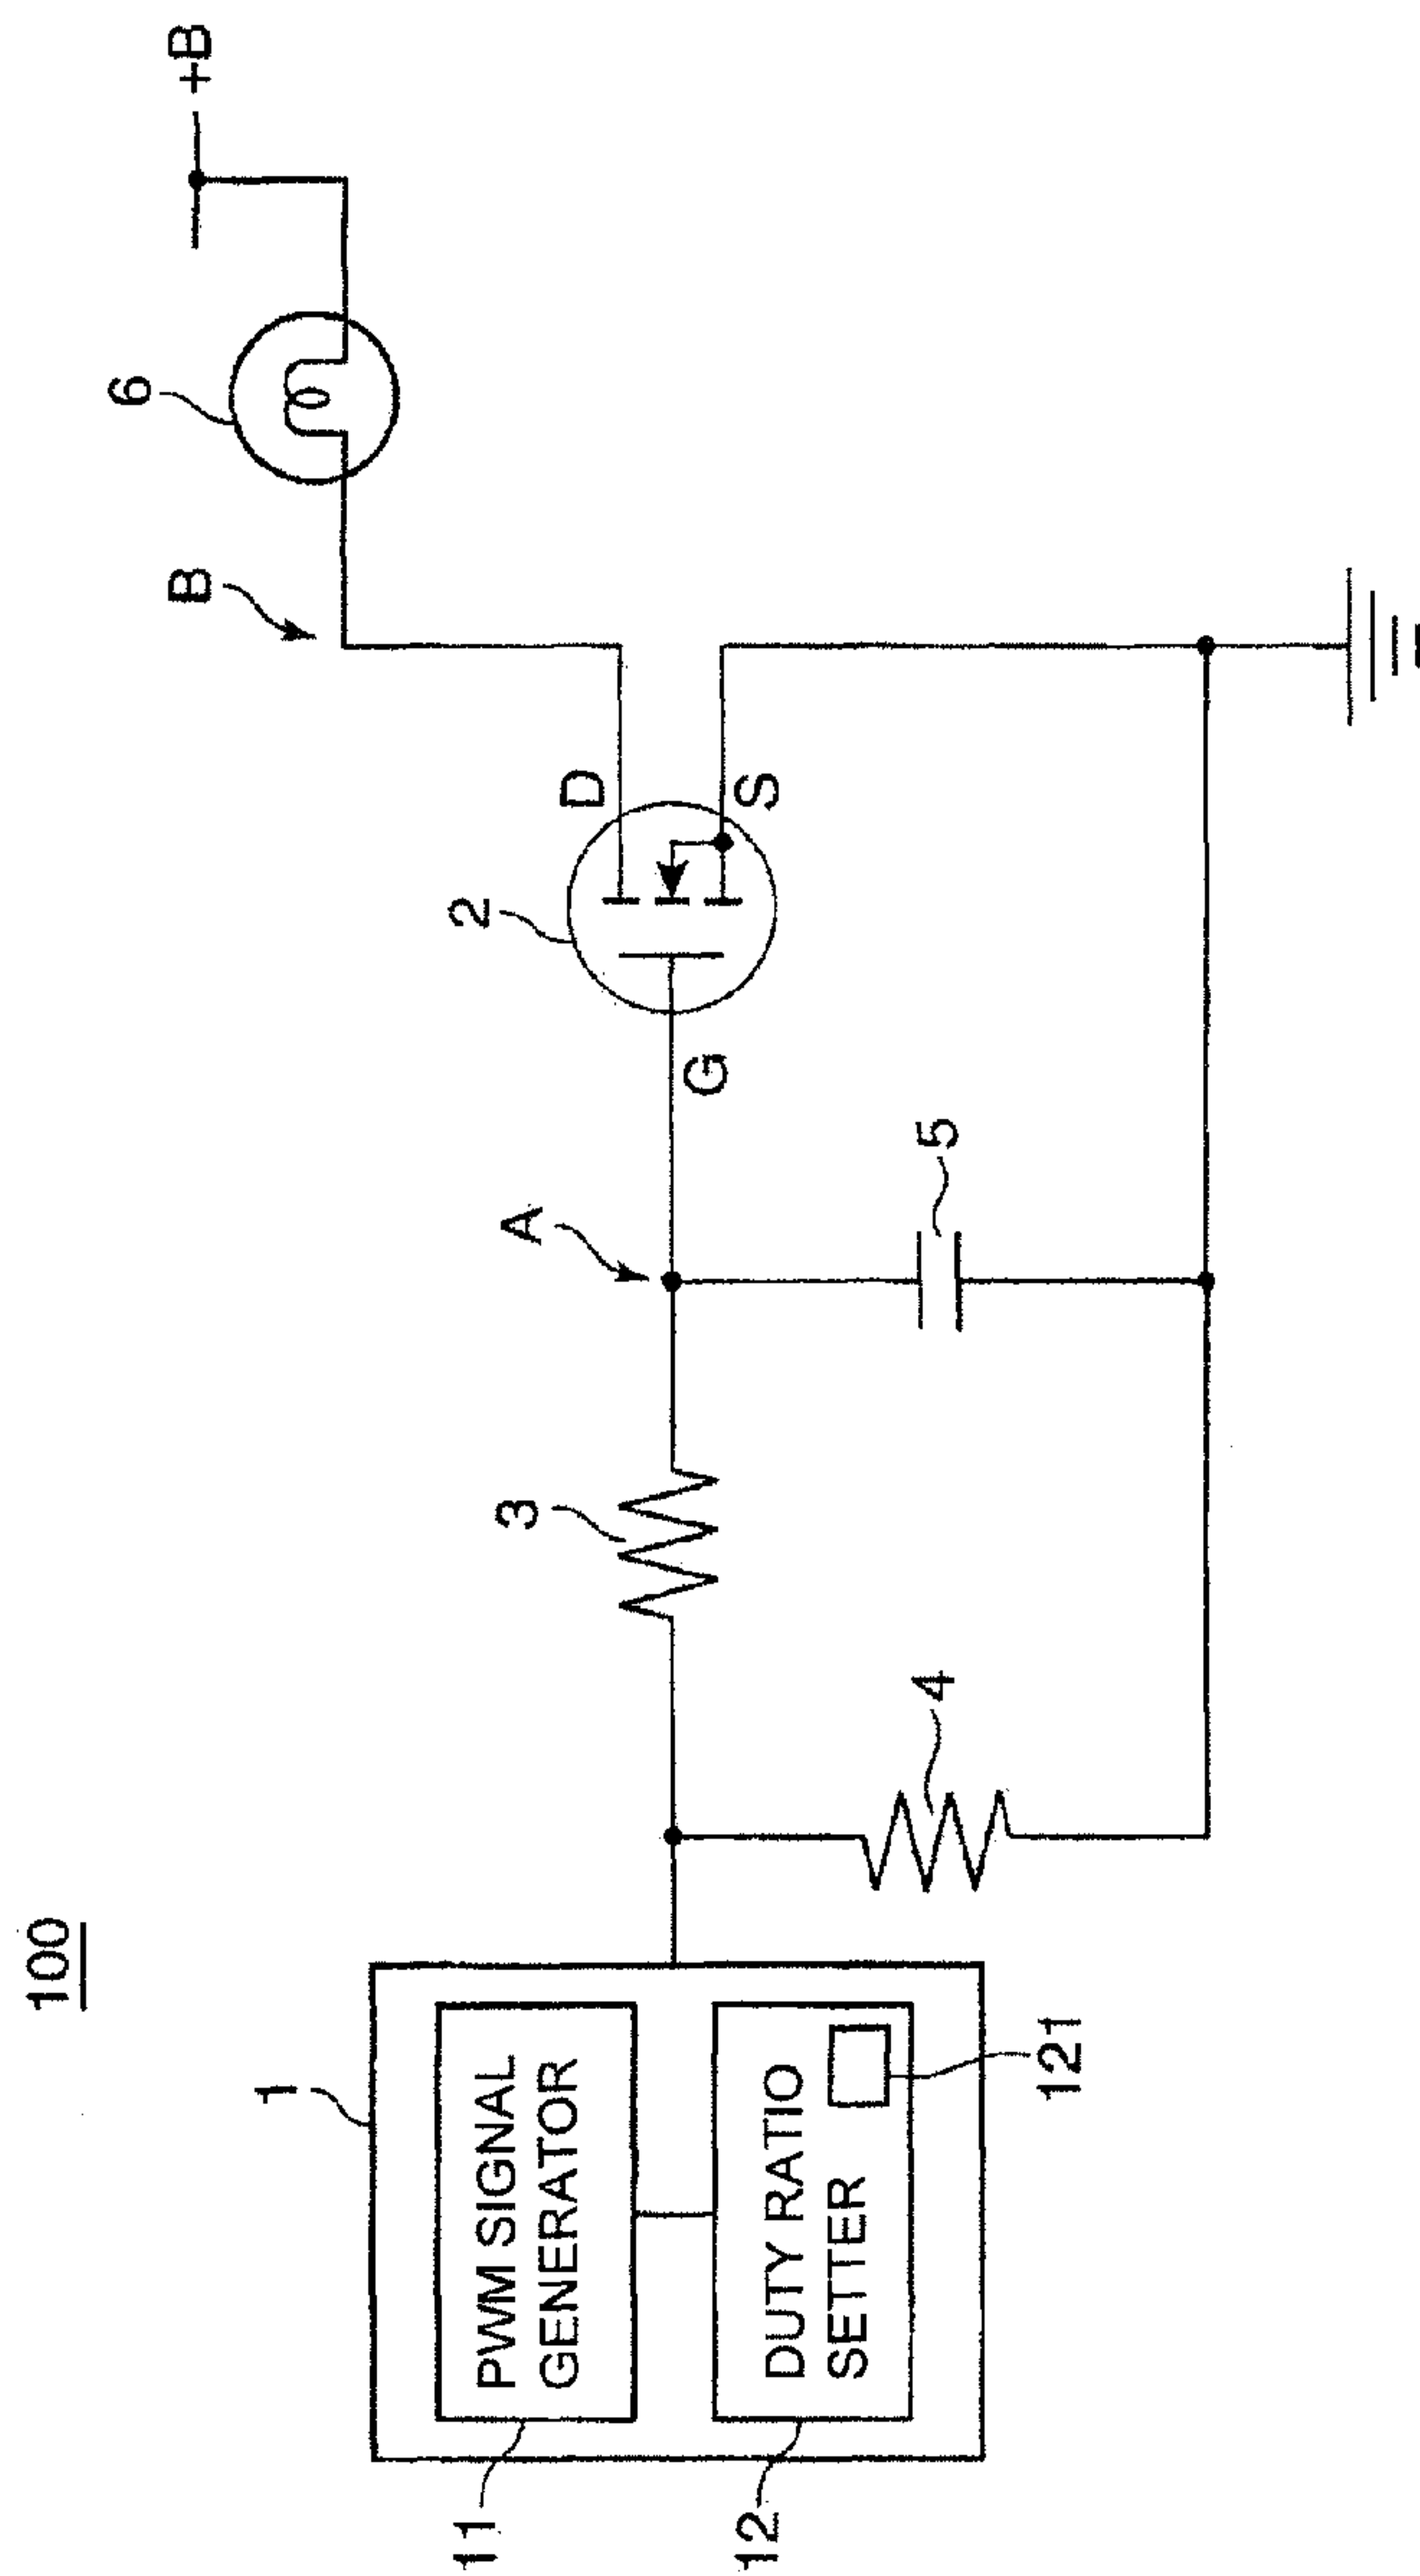 100
1
PWM SIGNAL
GENERATOR
11
DUTY RATIO
SETTER
12
121
3
4
A
5
G
2
D
S
B
6
+B